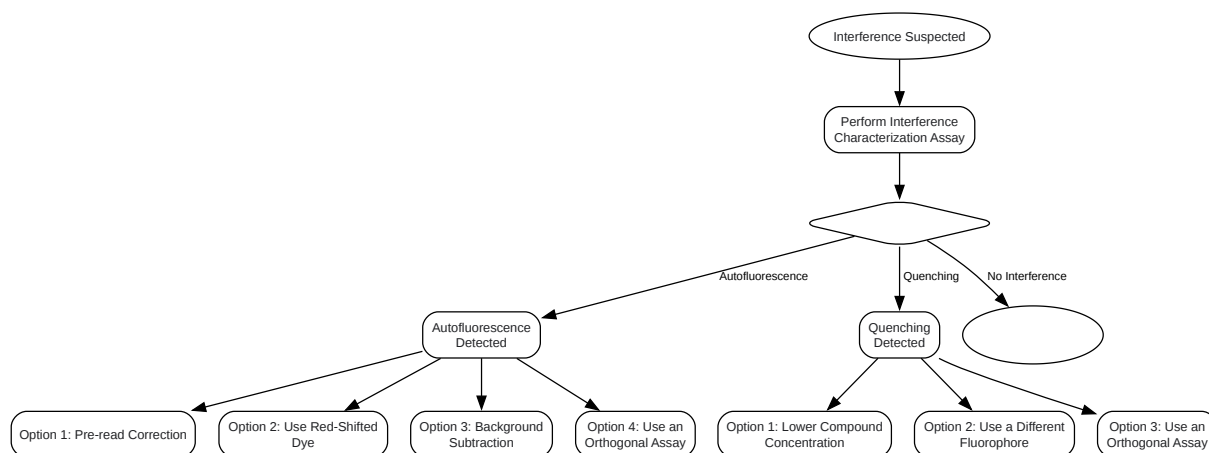 Interference Suspected
Perform Interference
Characterization Assay
Autofluorescence
Quenching
No Interference
Autofluorescence
Detected
Quenching
Detected
Option 1: Pre-read Correction
Option 2: Use Red-Shifted
Dye
Option 3: Background
Subtraction
Option 4: Use an
Orthogonal Assay
Option 1: Lower Compound
Concentration
Option 2: Use a Different
Fluorophore
Option 3: Use an
Orthogonal Assay